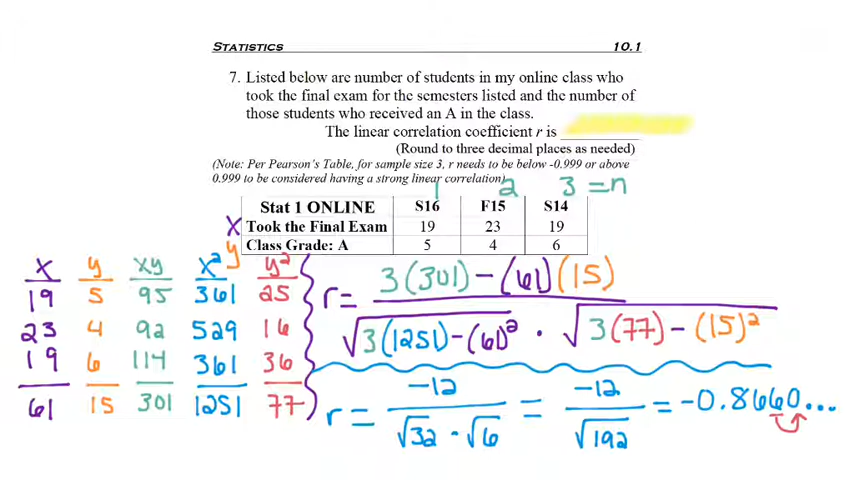 STATISTICS 10.1
7. Listed below are number of students in my online class who
took the final exam for the semesters listed and the number of
those students who received an A in the class.
The linear correlation coefficient r is ____________
(Round to three decimal places as needed)
(Note: Per Pearson's Table, for sample size 3, r needs to be below -0.999 or above
0.999 to be considered having a strong linear correlation)
1 2 3 = n
Stat 1 ONLINE S16 F15 S14
x Took the Final Exam 19 23 19
y Class Grade: A 5 4 6
x y xy x² y²
19 5 95 361 25
23 4 92 529 16
19 6 114 361 36
61 15 301 1251 77
r = 3(301) - (61)(15)
√3(1251) - (61)² · √3(77) - (15)²
r = -12 / √32 · √6 = -12 / √192 = -0.8660...